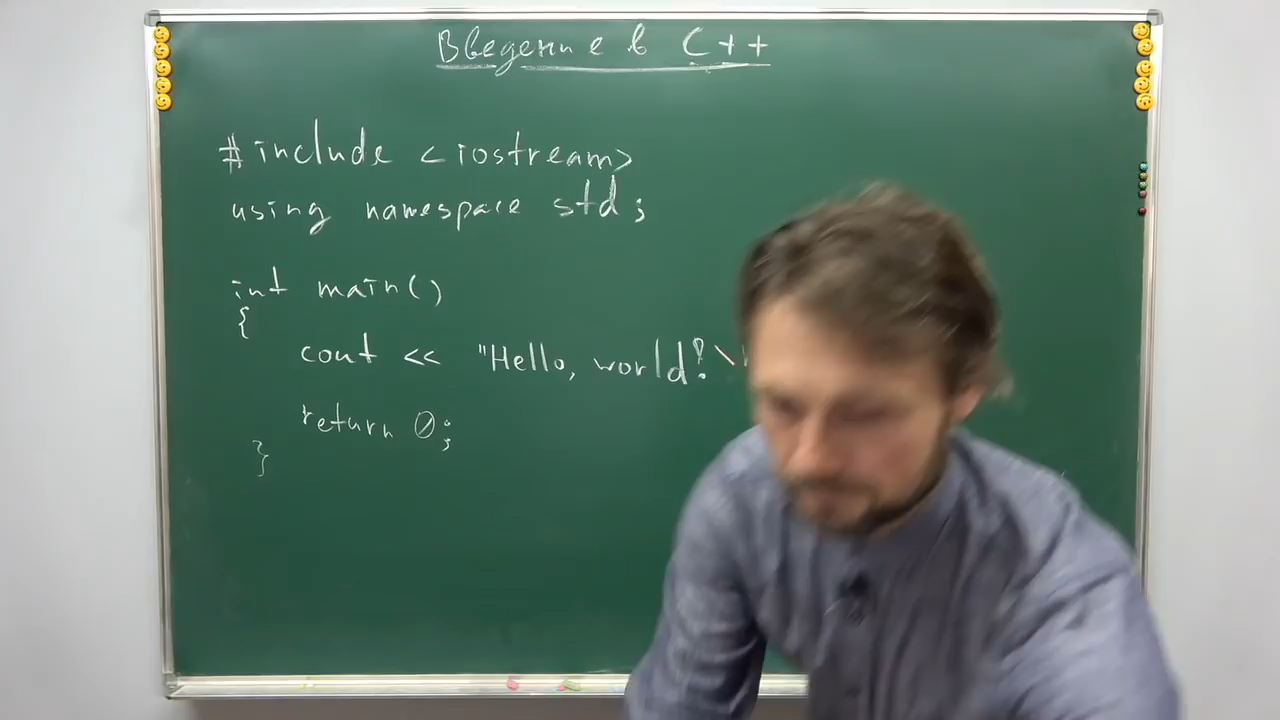 Введение в C++
#include <iostream>
using namespace std;
int main()
{
cout << "Hello, world!\
return 0;
}